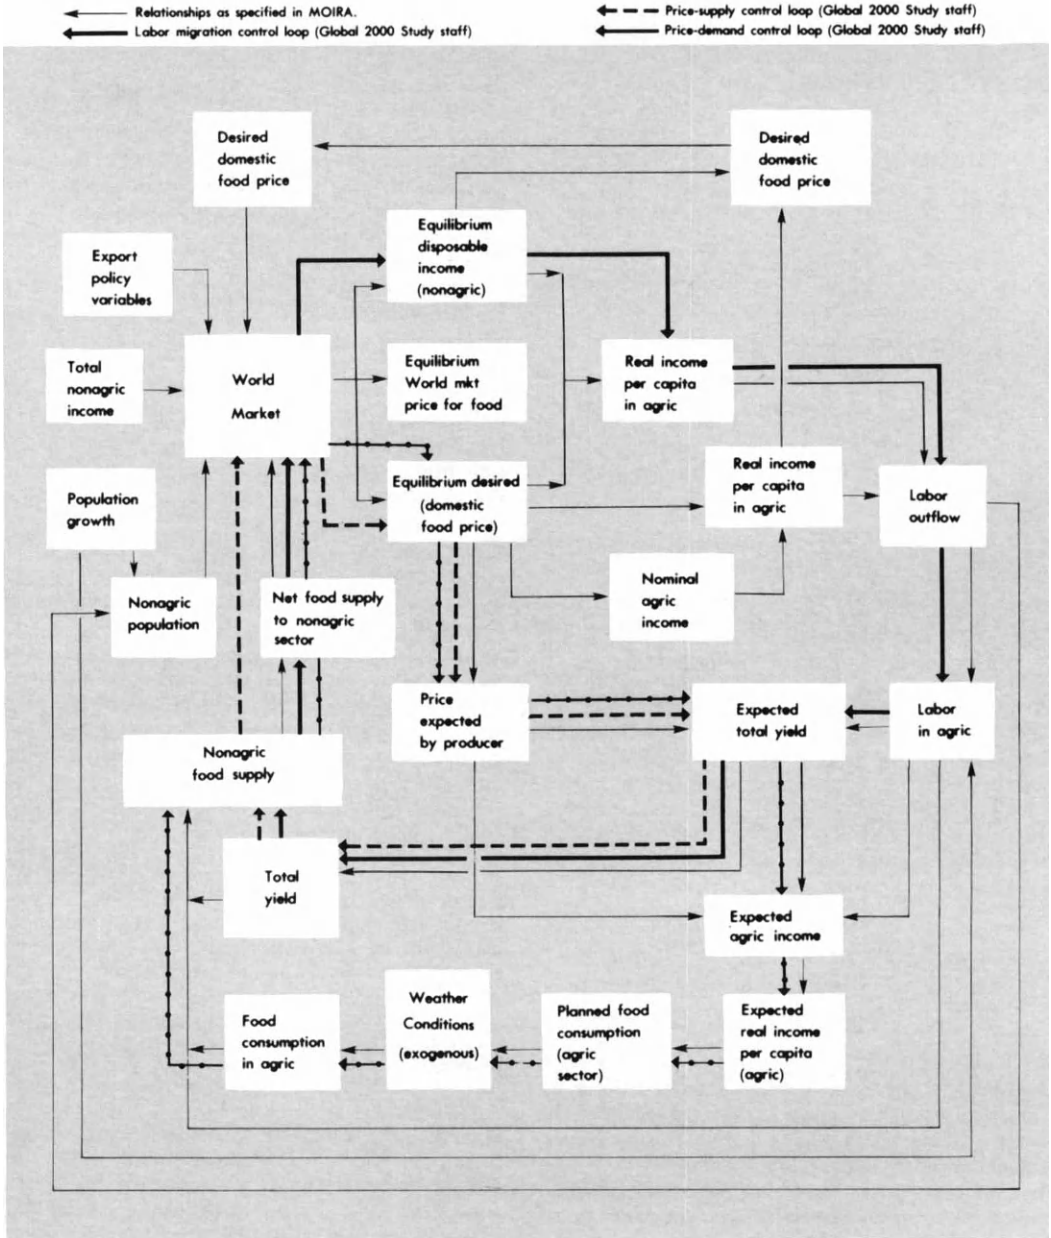 Relationships as specified in MOIRA.
Labor migration control loop (Global 2000 Study staff)
Price-supply control loop (Global 2000 Study staff)
Price-demand control loop (Global 2000 Study staff)
Desired
domestic
food price
Desired
domestic
food price
Export
policy
variables
Equilibrium
disposable
income
(nonagric)
Total
nonagric
income
World
Market
Equilibrium
World mkt
price for food
Real income
per capita
in agric
Population
growth
Equilibrium desired
(domestic
food price)
Real income
per capita
in agric
Labor
outflow
Nonagric
population
Net food supply
to nonagric
sector
Nominal
agric
income
Nonagric
food supply
Price
expected
by producer
Expected
total yield
Labor
in agric
Total
yield
Expected
agric income
Food
consumption
in agric
Weather
Conditions
(exogenous)
Planned food
consumption
(agric
sector)
Expected
real income
per capita
(agric)